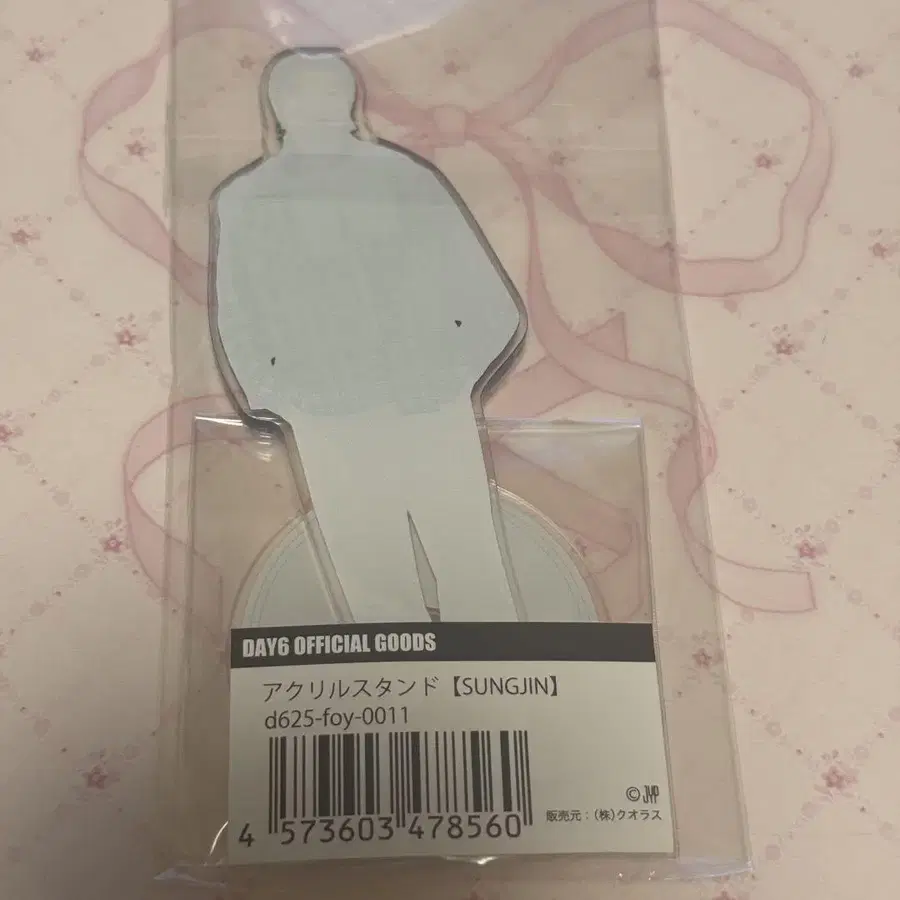 DAY6 OFFICIAL GOODS
アクリルスタンド【SUNGJIN】
d625-foy-0011
4 573603 478560
© JYP
販売元：(株)クオラス